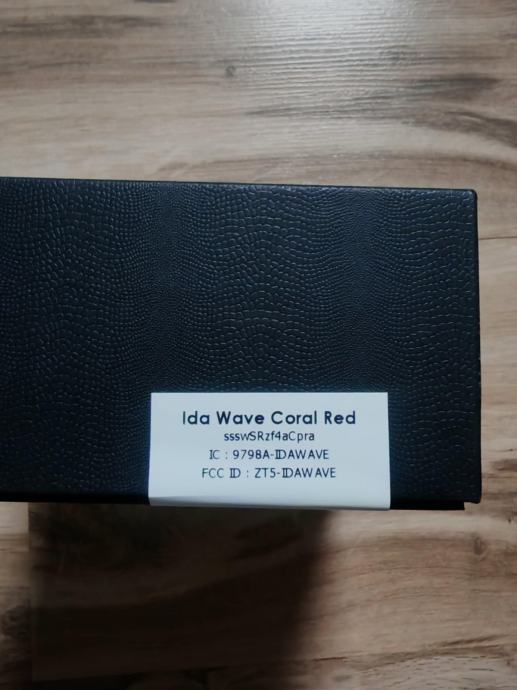 Ida Wave Coral Red
ssswSRzf4aCpra
IC : 9798A-IDAWAVE
FCC ID : ZT5-IDAWAVE